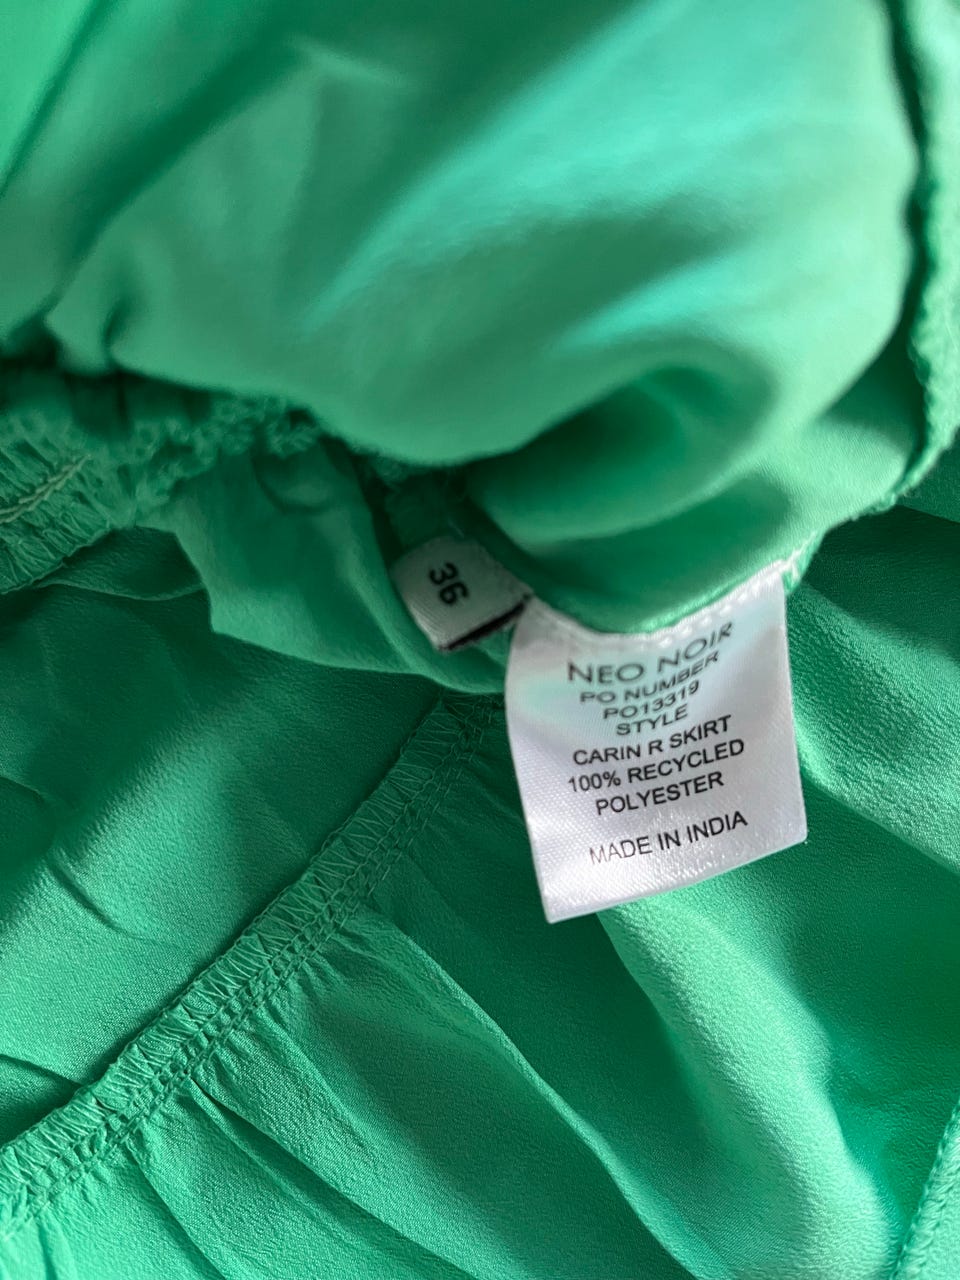 36
NEO NOIR
PO NUMBER
PO13319
STYLE
CARIN R SKIRT
100% RECYCLED
POLYESTER
MADE IN INDIA